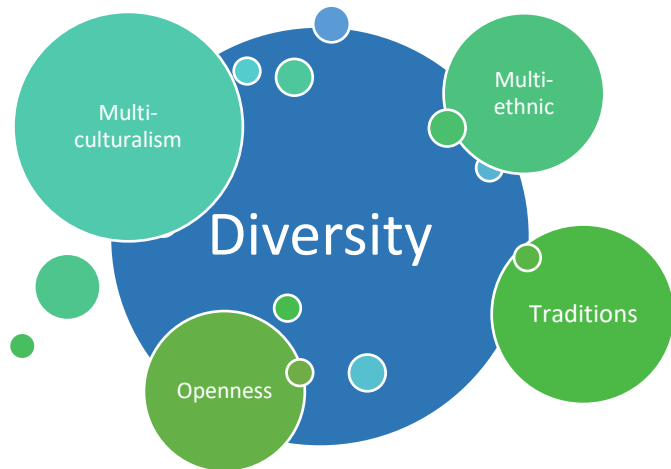 Multi-
culturalism
Multi-
ethnic
Diversity
Traditions
Openness